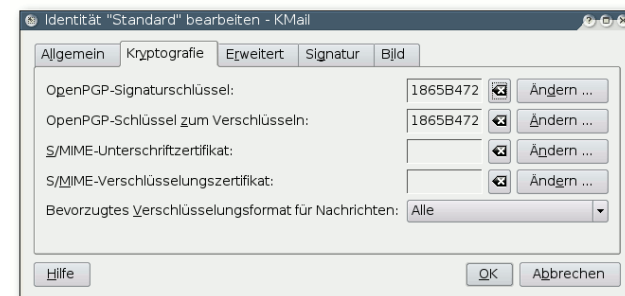 Identität "Standard" bearbeiten - KMail
Allgemein Kryptografie Erweitert Signatur Bild
OpenPGP-Signaturschlüssel: 1865B472 Ändern ...
OpenPGP-Schlüssel zum Verschlüsseln: 1865B472 Ändern ...
S/MIME-Unterschriftzertifikat: Ändern ...
S/MIME-Verschlüsselungszertifikat: Ändern ...
Bevorzugtes Verschlüsselungsformat für Nachrichten: Alle
Hilfe OK Abbrechen